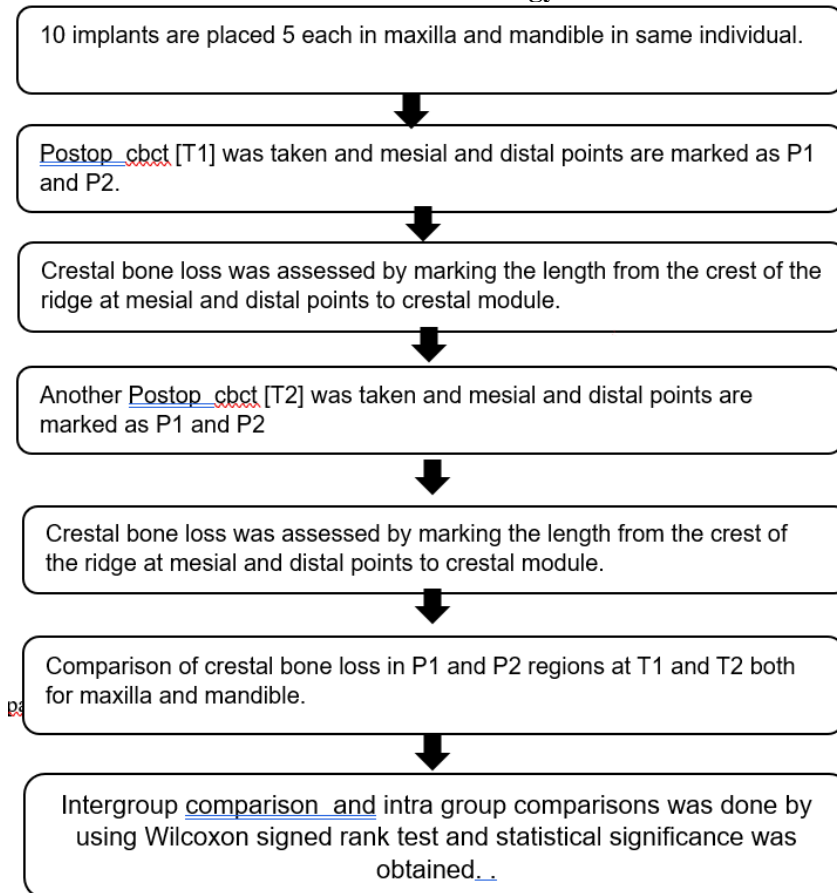 10 implants are placed 5 each in maxilla and mandible in same individual.
Postop cbct [T1] was taken and mesial and distal points are marked as P1
and P2.
Crestal bone loss was assessed by marking the length from the crest of the
ridge at mesial and distal points to crestal module.
Another Postop cbct [T2] was taken and mesial and distal points are
marked as P1 and P2
Crestal bone loss was assessed by marking the length from the crest of
the ridge at mesial and distal points to crestal module.
Comparison of crestal bone loss in P1 and P2 regions at T1 and T2 both
for maxilla and mandible.
Intergroup comparison and intra group comparisons was done by
using Wilcoxon signed rank test and statistical significance was
obtained. .